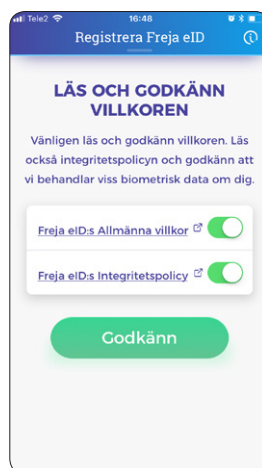 Tele2 16:48
Registrera Freja eID
LÄS OCH GODKÄNN
VILLKOREN
Vänligen läs och godkänn villkoren. Läs
också integritetspolicyn och godkänn att
vi behandlar viss biometrisk data om dig.
Freja eID:s Allmänna villkor
Freja eID:s Integritetspolicy
Godkänn